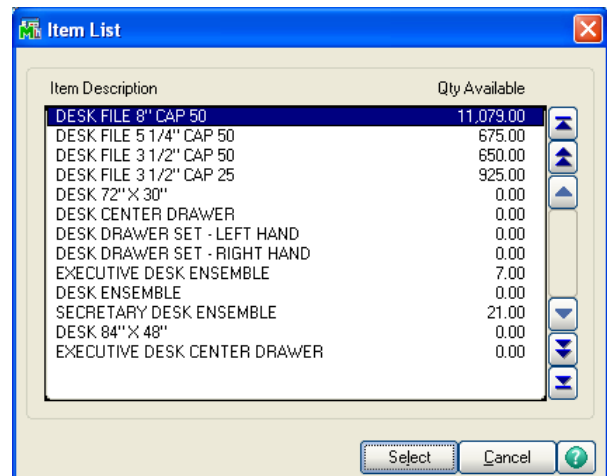 Item List
Item Description Qty Available
DESK FILE 8" CAP 50 11,079.00
DESK FILE 5 1/4" CAP 50 675.00
DESK FILE 3 1/2" CAP 50 650.00
DESK FILE 3 1/2" CAP 25 925.00
DESK 72" X 30" 0.00
DESK CENTER DRAWER 0.00
DESK DRAWER SET - LEFT HAND 0.00
DESK DRAWER SET - RIGHT HAND 0.00
EXECUTIVE DESK ENSEMBLE 7.00
DESK ENSEMBLE 0.00
SECRETARY DESK ENSEMBLE 21.00
DESK 84" X 48" 0.00
EXECUTIVE DESK CENTER DRAWER 0.00
Select Cancel ?